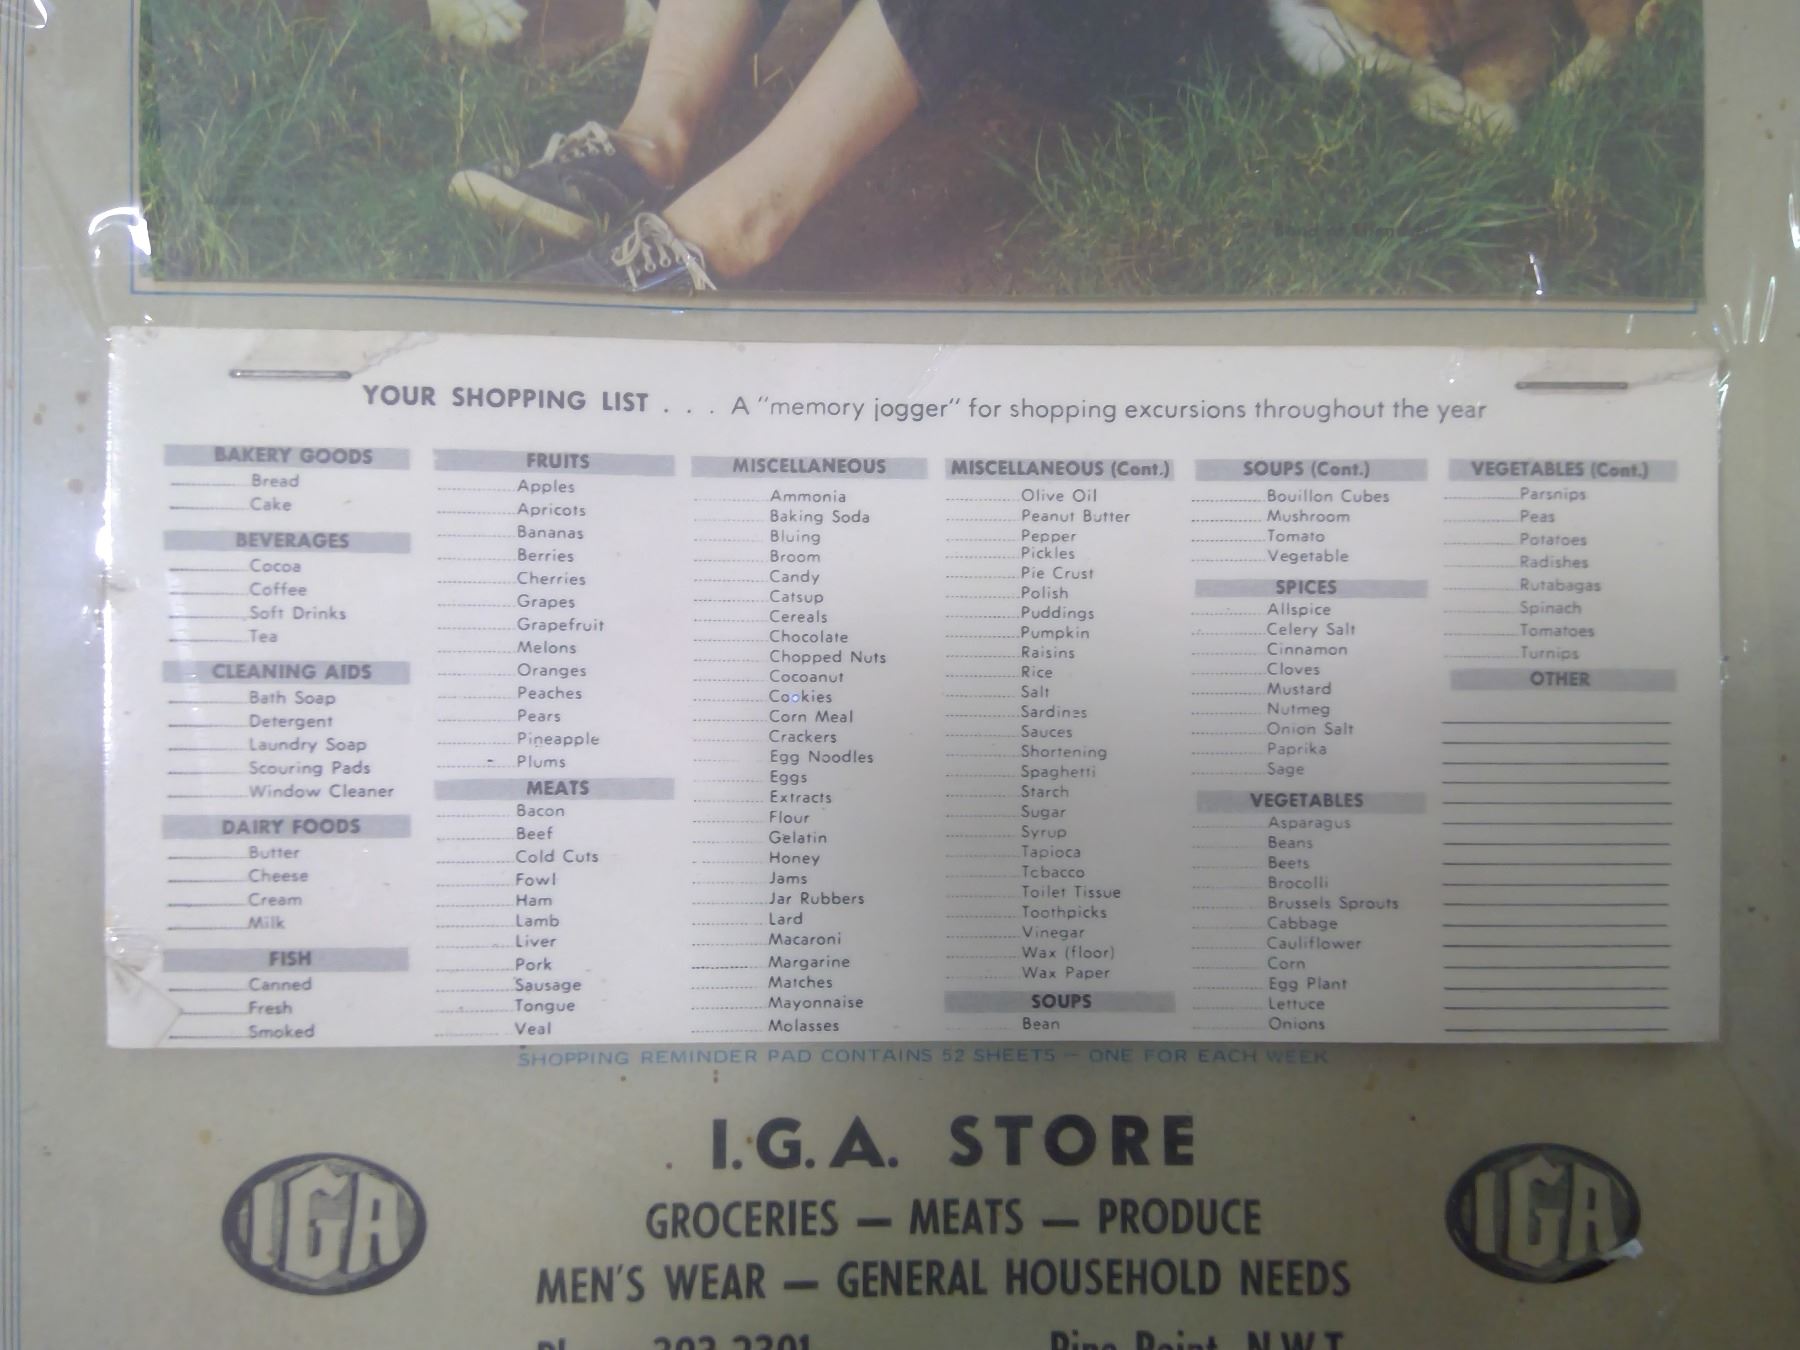 YOUR SHOPPING LIST . . . A "memory jogger" for shopping excursions throughout the year
BAKERY GOODS
Bread
Cake
BEVERAGES
Cocoa
Coffee
Soft Drinks
Tea
CLEANING AIDS
Bath Soap
Detergent
Laundry Soap
Scouring Pads
Window Cleaner
DAIRY FOODS
Butter
Cheese
Cream
Milk
FISH
Canned
Fresh
Smoked
FRUITS
Apples
Apricots
Bananas
Berries
Cherries
Grapes
Grapefruit
Melons
Oranges
Peaches
Pears
Pineapple
Plums
MEATS
Bacon
Beef
Cold Cuts
Fowl
Ham
Lamb
Liver
Pork
Sausage
Tongue
Veal
MISCELLANEOUS
Ammonia
Baking Soda
Bluing
Broom
Candy
Catsup
Cereals
Chocolate
Chopped Nuts
Cocoanut
Cookies
Corn Meal
Crackers
Egg Noodles
Eggs
Extracts
Flour
Gelatin
Honey
Jams
Jar Rubbers
Lard
Macaroni
Margarine
Matches
Mayonnaise
Molasses
MISCELLANEOUS (Cont.)
Olive Oil
Peanut Butter
Pepper
Pickles
Pie Crust
Polish
Puddings
Pumpkin
Raisins
Rice
Salt
Sardines
Sauces
Shortening
Spaghetti
Starch
Sugar
Syrup
Tapioca
Tobacco
Toilet Tissue
Toothpicks
Vinegar
Wax (floor)
Wax Paper
SOUPS
Bean
SOUPS (Cont.)
Bouillon Cubes
Mushroom
Tomato
Vegetable
SPICES
Allspice
Celery Salt
Cinnamon
Cloves
Mustard
Nutmeg
Onion Salt
Paprika
Sage
VEGETABLES
Asparagus
Beans
Beets
Brocolli
Brussels Sprouts
Cabbage
Cauliflower
Corn
Egg Plant
Lettuce
Onions
VEGETABLES (Cont.)
Parsnips
Peas
Potatoes
Radishes
Rutabagas
Spinach
Tomatoes
Turnips
OTHER
SHOPPING REMINDER PAD CONTAINS 52 SHEETS — ONE FOR EACH WEEK
I.G.A. STORE
IGA
IGA
GROCERIES — MEATS — PRODUCE
MEN'S WEAR — GENERAL HOUSEHOLD NEEDS
Pine Point, N.W.T.